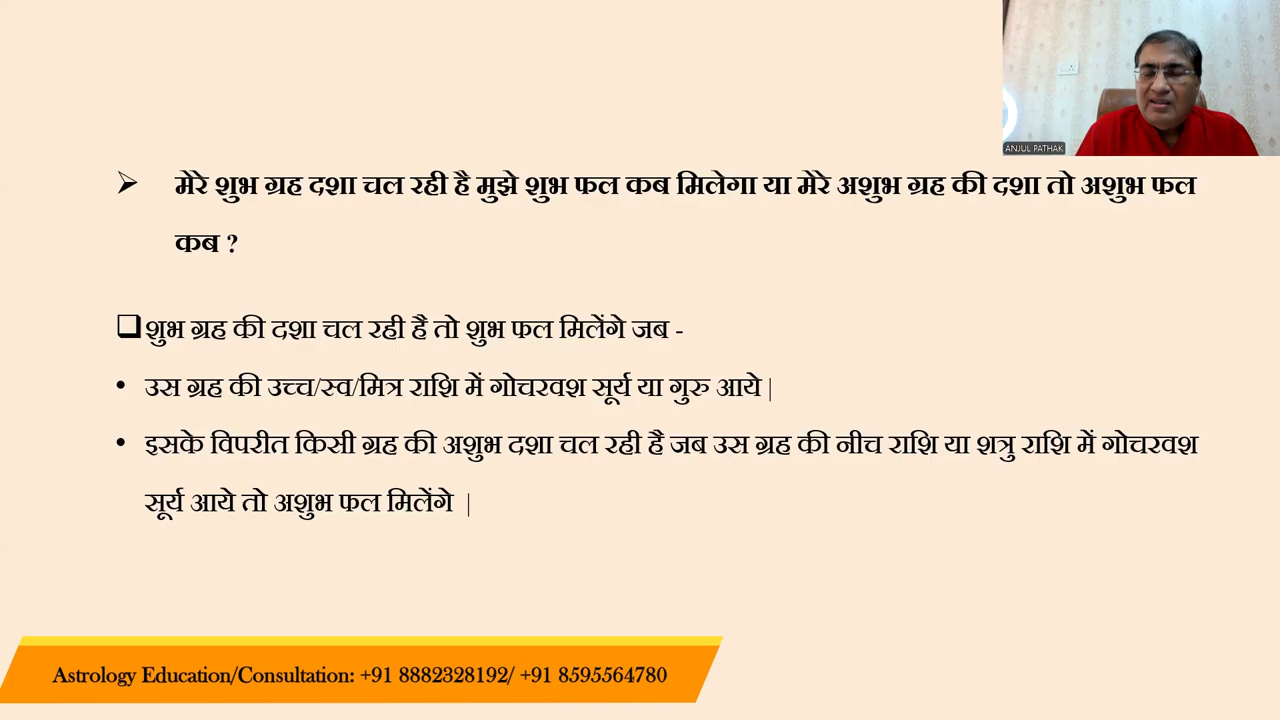 ANJUL PATHAK
➢ मेरे शुभ ग्रह दशा चल रही है मुझे शुभ फल कब मिलेगा या मेरे अशुभ ग्रह की दशा तो अशुभ फल
कब ?
❑ शुभ ग्रह की दशा चल रही है तो शुभ फल मिलेंगे जब -
• उस ग्रह की उच्च/स्व/मित्र राशि में गोचरवश सूर्य या गुरु आये |
• इसके विपरीत किसी ग्रह की अशुभ दशा चल रही है जब उस ग्रह की नीच राशि या शत्रु राशि में गोचरवश
सूर्य आये तो अशुभ फल मिलेंगे |
Astrology Education/Consultation: +91 8882328192/ +91 8595564780